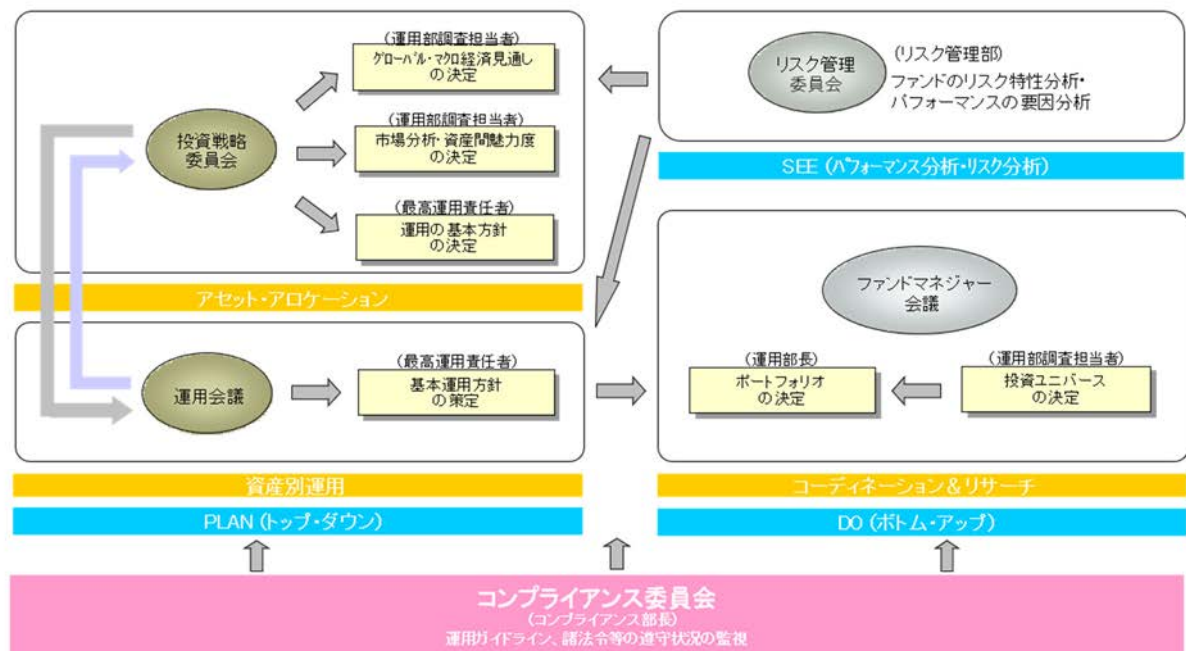 (運用部調査担当者)
グローバル・マクロ経済見通し
の決定
投資戦略
委員会
(運用部調査担当者)
市場分析・資産間魅力度
の決定
(最高運用責任者)
運用の基本方針
の決定
アセット・アロケーション
リスク管理
委員会
(リスク管理部)
ファンドのリスク特性分析・
パフォーマンスの要因分析
SEE (パフォーマンス分析・リスク分析)
運用会議
(最高運用責任者)
基本運用方針
の策定
資産別運用
PLAN (トップ・ダウン)
ファンドマネジャー
会議
(運用部長)
ポートフォリオ
の決定
(運用部調査担当者)
投資ユニバース
の決定
コーディネーション&リサーチ
DO (ボトム・アップ)
コンプライアンス委員会
(コンプライアンス部長)
運用ガイドライン、諸法令等の遵守状況の監視